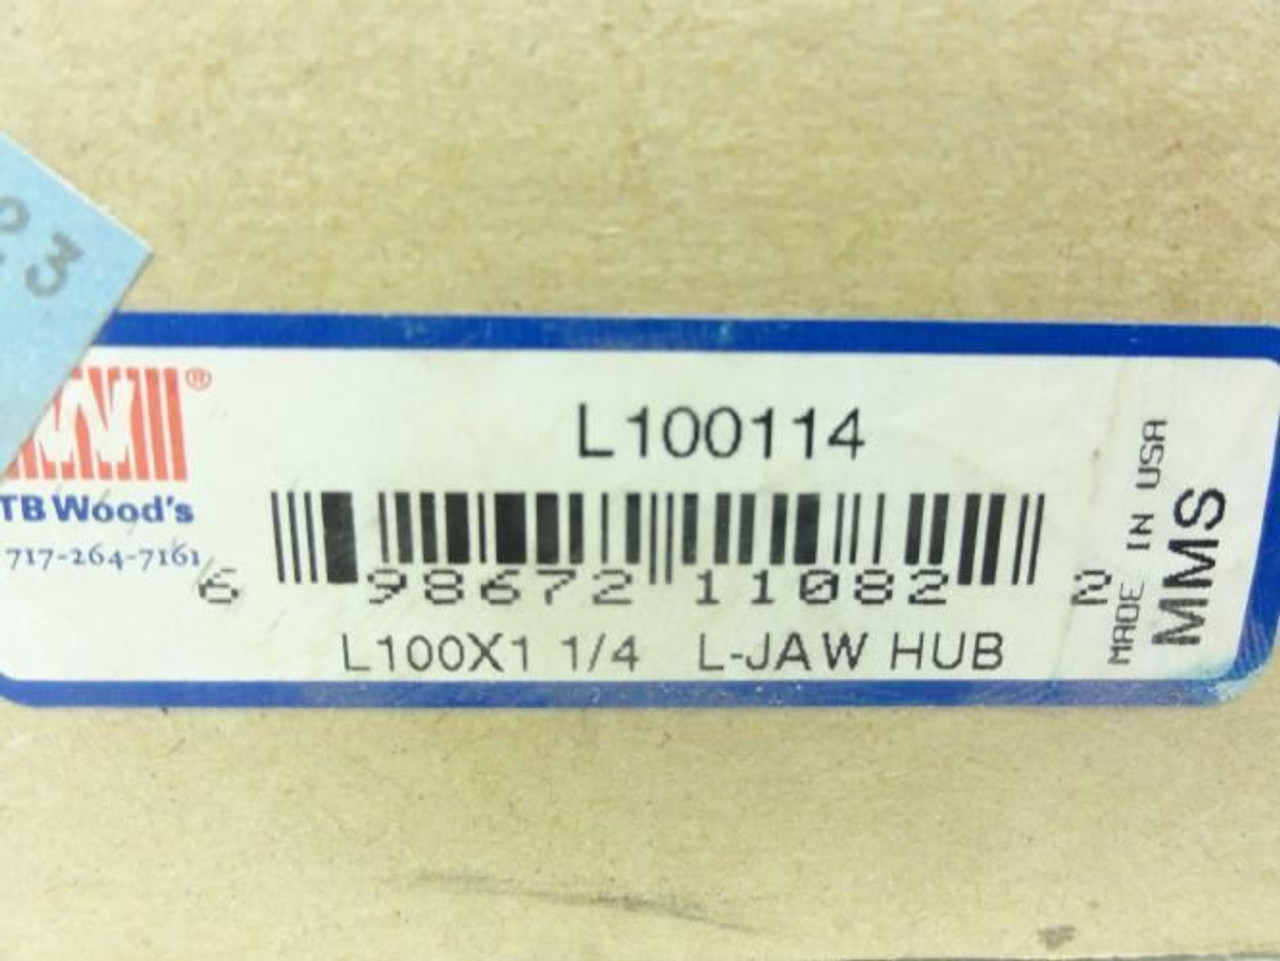 23
W®
TB Wood's
717-264-7161
L100114
6 98672 11082 2
L100X1 1/4 L-JAW HUB
MADE IN USA
MMS